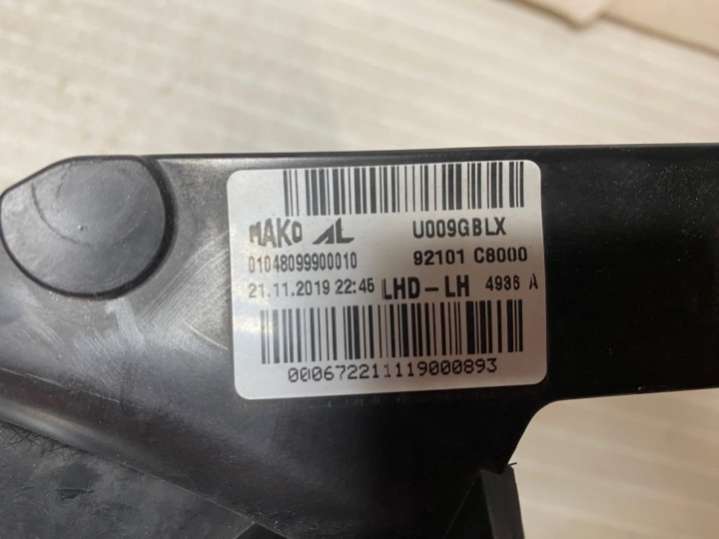 MAKO AL U009GBLX
01048099900010 92101 C8000
21.11.2019 22:45 LHD-LH 4936 A
000672211119000893